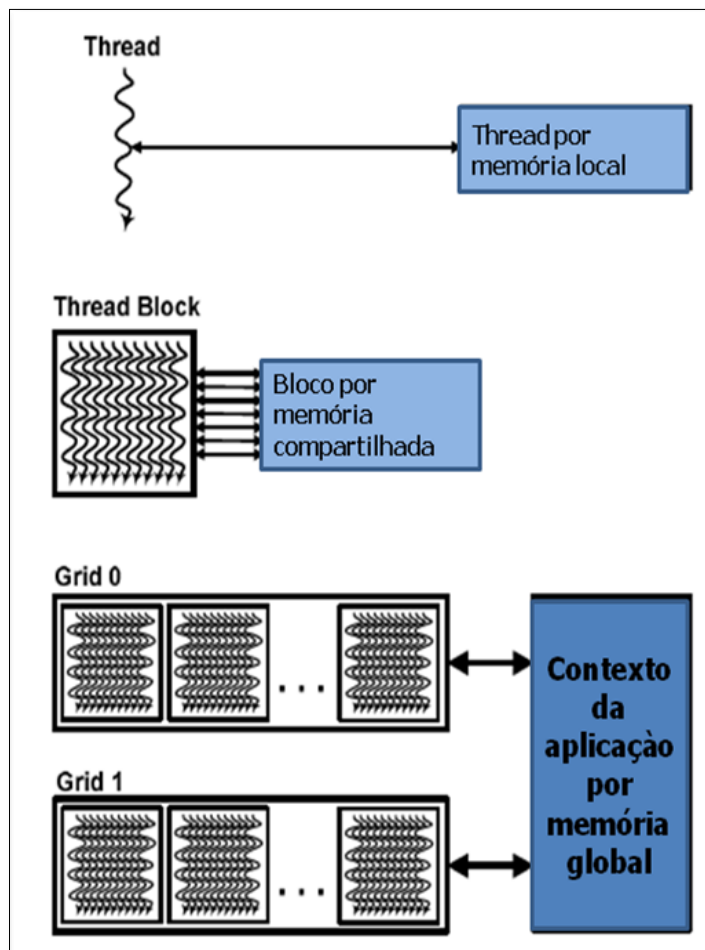 Thread
Thread por
memória local
Thread Block
Bloco por
memória
compartilhada
Grid 0
. . .
Contexto
da
aplicaçào
por
memória
global
Grid 1
. . .